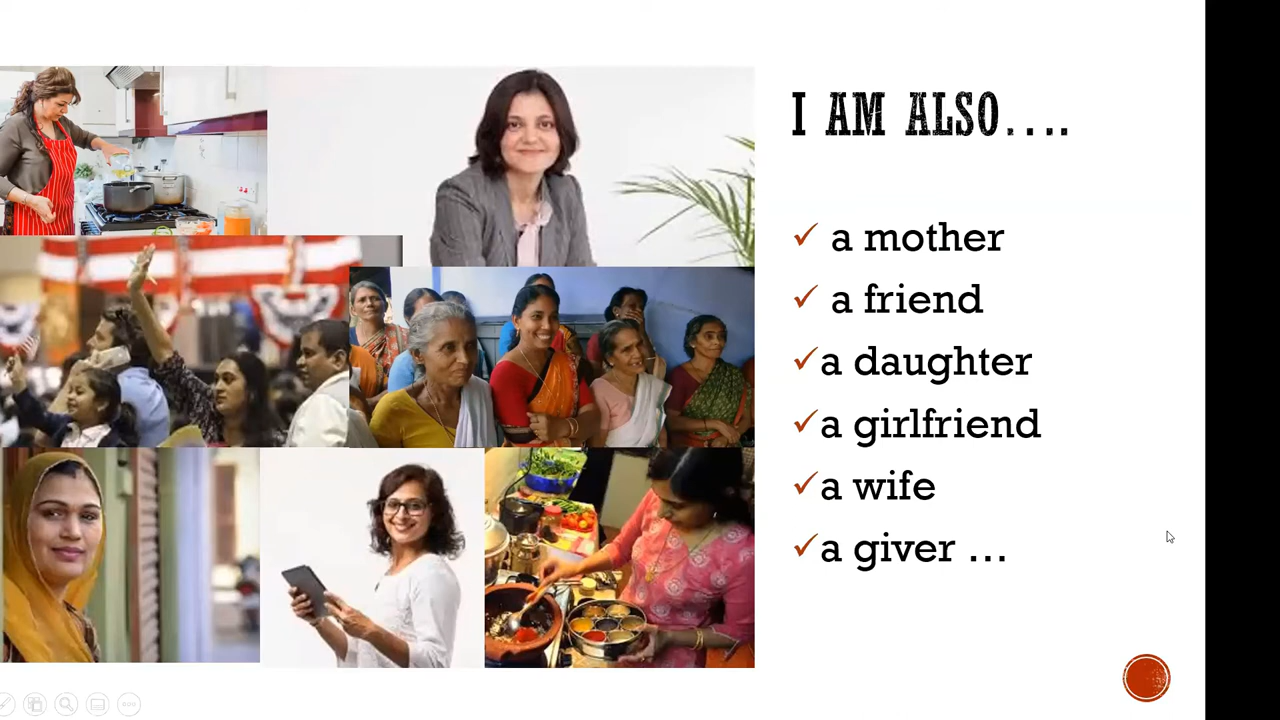 I AM ALSO....
a mother
a friend
a daughter
a girlfriend
a wife
a giver ...